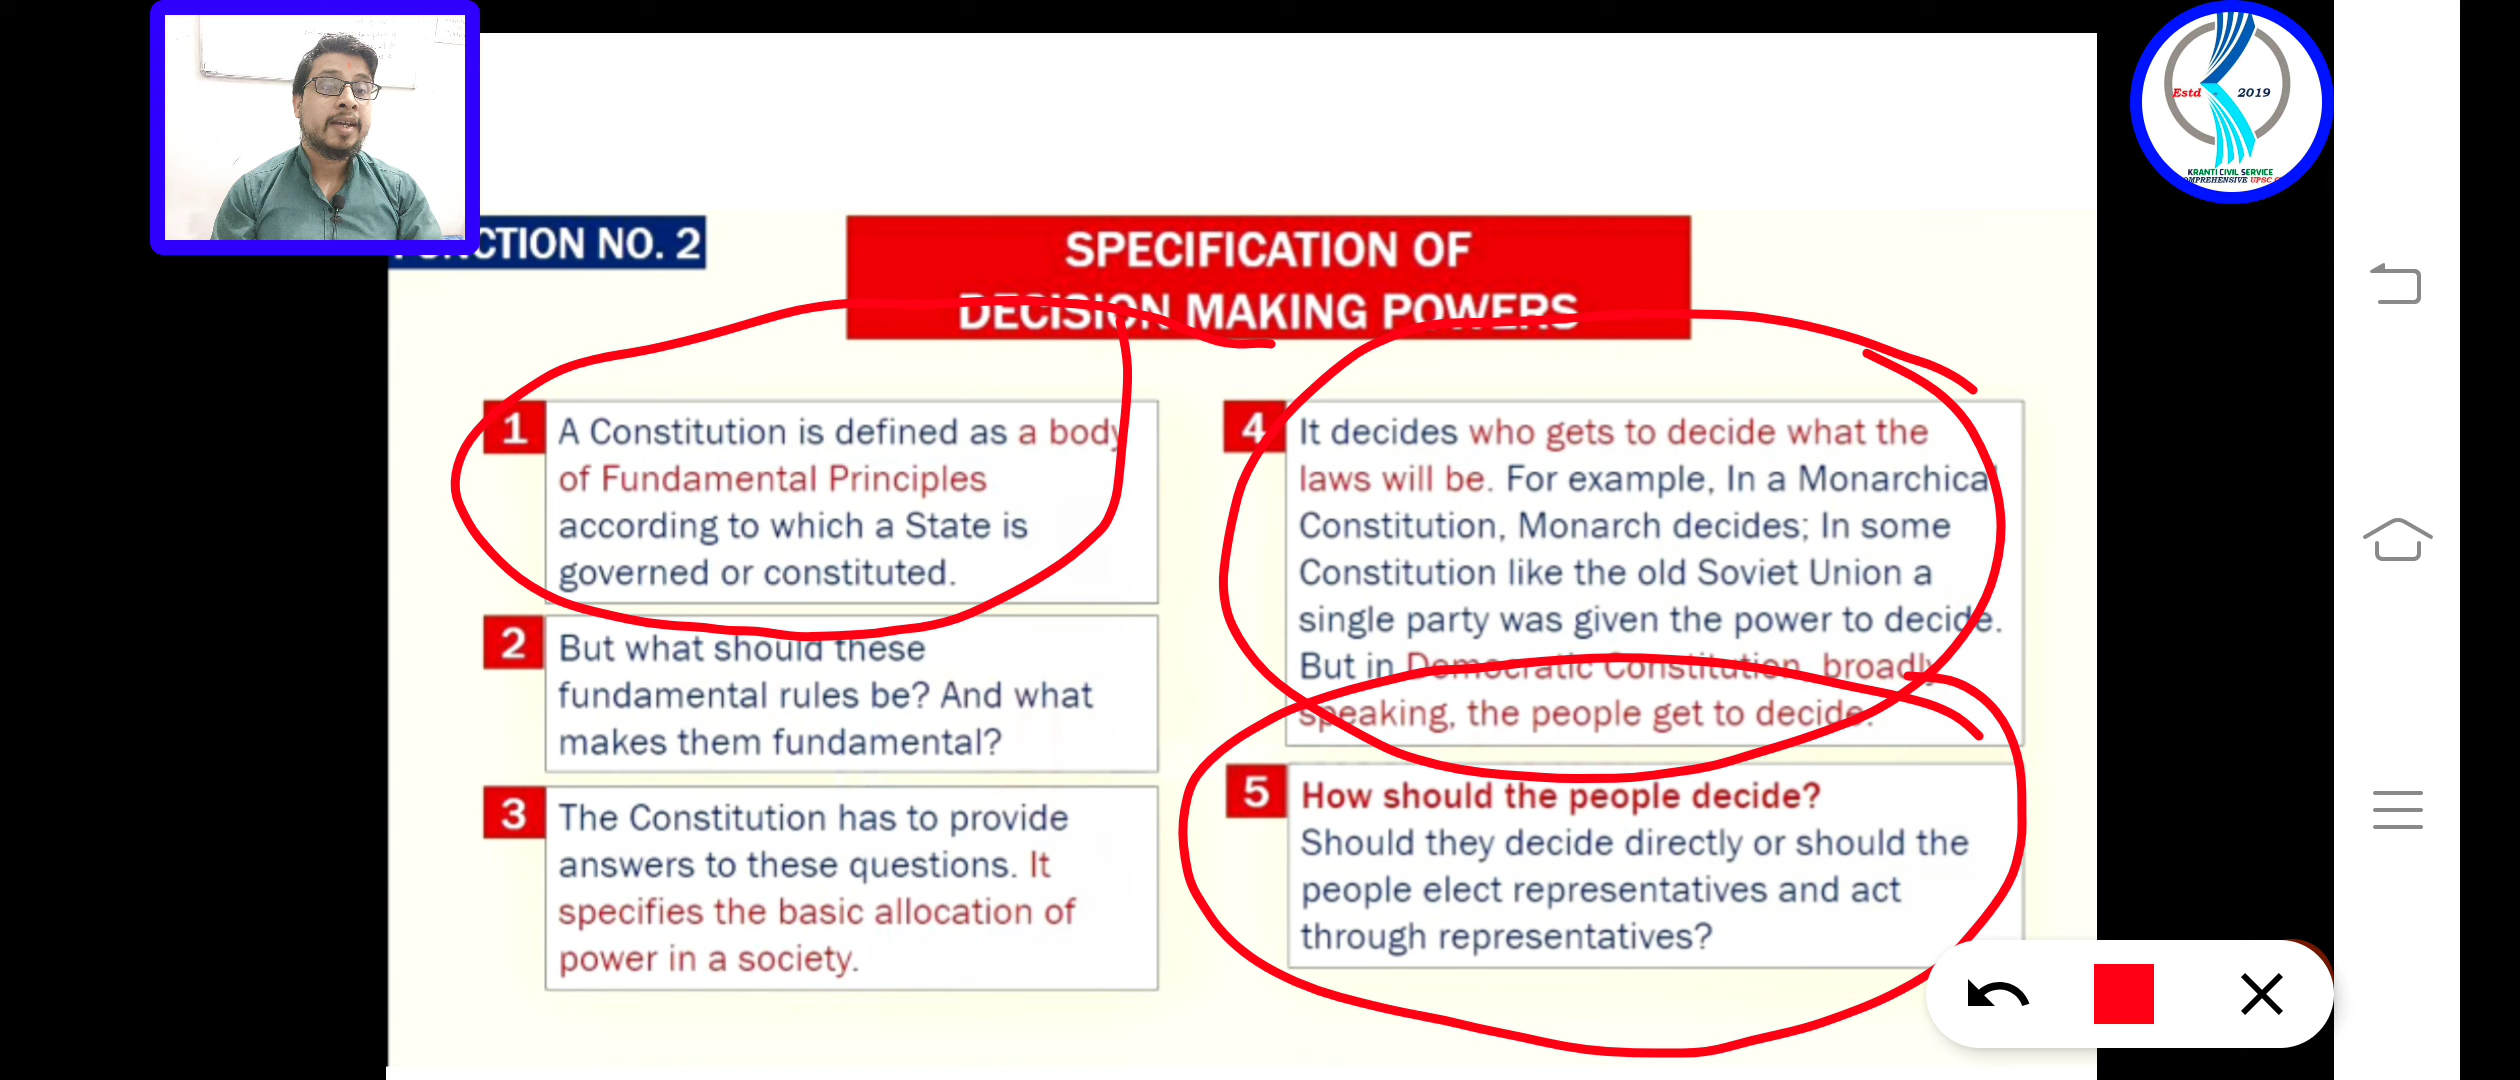 Estd - 2019
KRANTI CIVIL SERVICE
COMPREHENSIVE UPSC
FUNCTION NO. 2
SPECIFICATION OF
DECISION MAKING POWERS
1
A Constitution is defined as a body
of Fundamental Principles
according to which a State is
governed or constituted.
2
But what should these
fundamental rules be? And what
makes them fundamental?
3
The Constitution has to provide
answers to these questions. It
specifies the basic allocation of
power in a society.
4
It decides who gets to decide what the
laws will be. For example, In a Monarchical
Constitution, Monarch decides; In some
Constitution like the old Soviet Union a
single party was given the power to decide.
But in Democratic Constitution, broadly
speaking, the people get to decide.
5
How should the people decide?
Should they decide directly or should the
people elect representatives and act
through representatives?